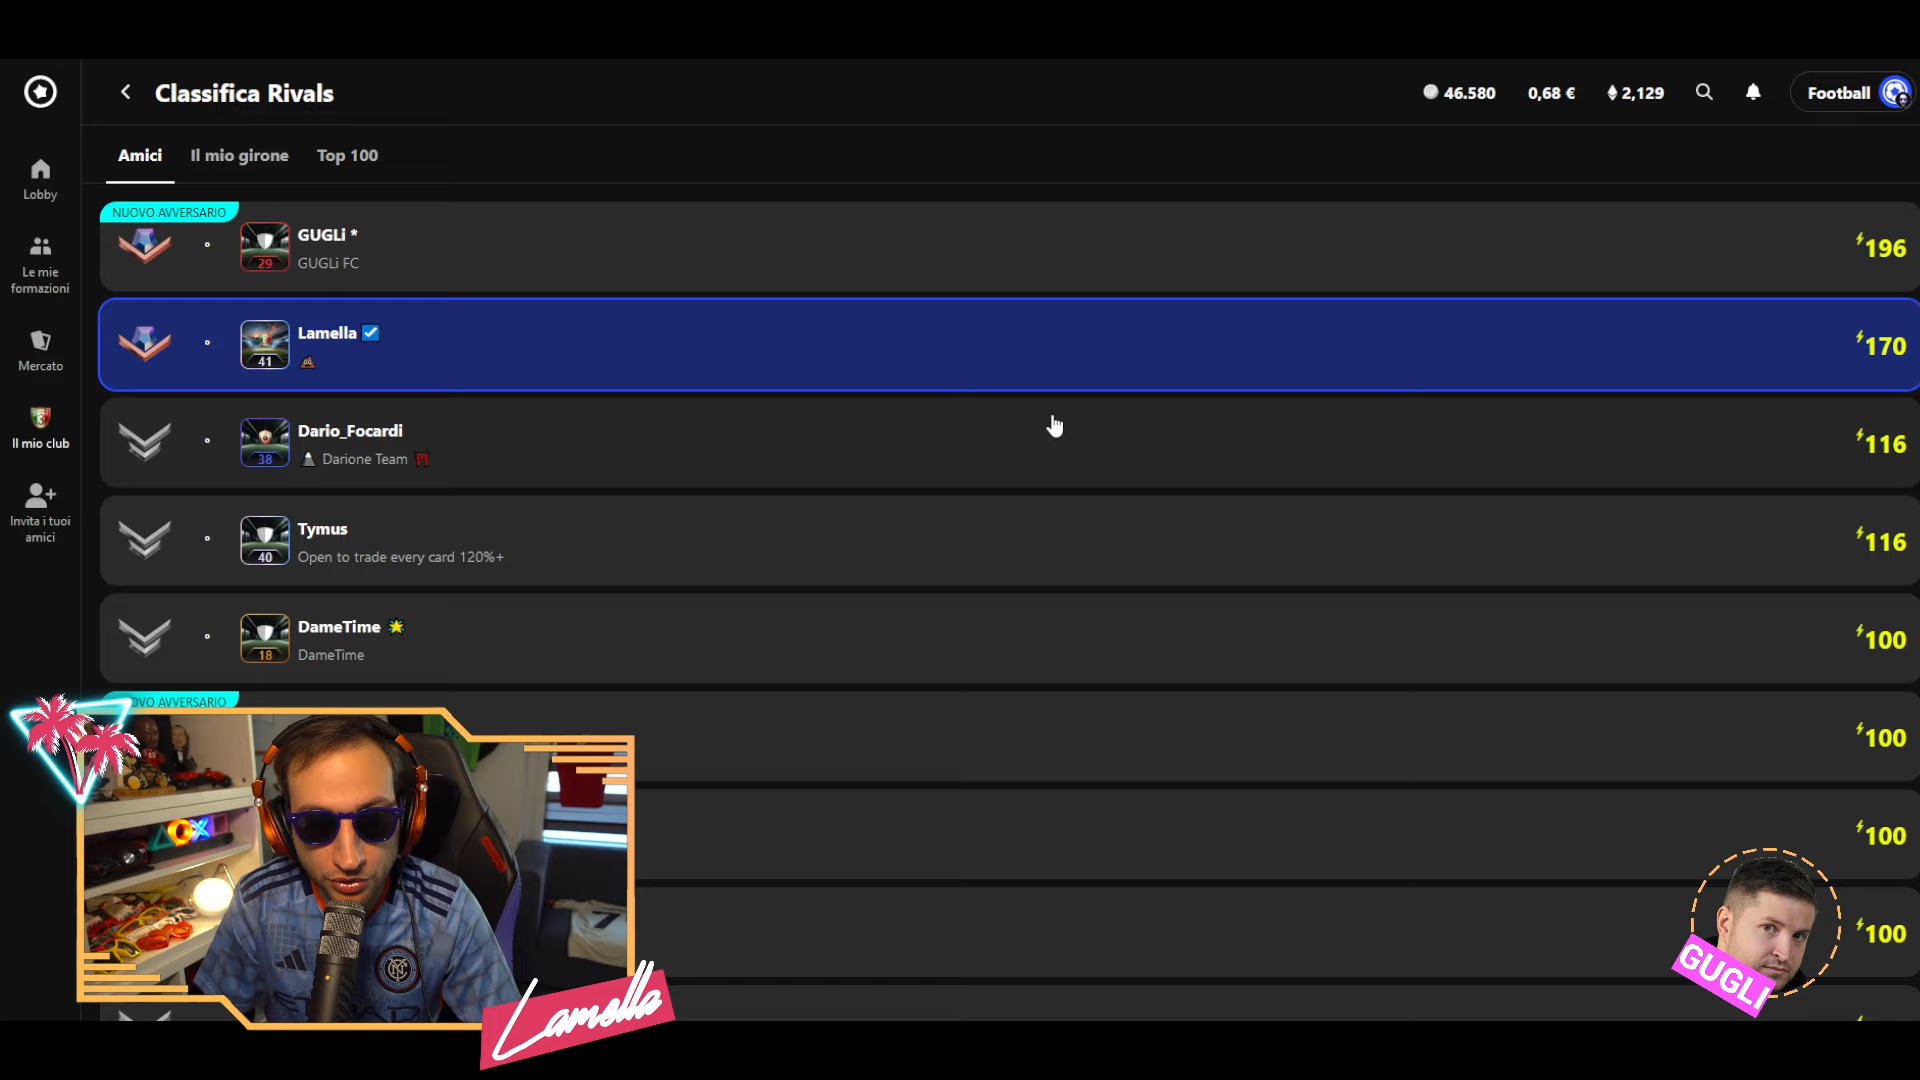 Classifica Rivals
46.580
0,68 €
2,129
Football
Amici
Il mio girone
Top 100
Lobby
Le mie
formazioni
Mercato
Il mio club
Invita i tuoi
amici
NUOVO AVVERSARIO
29
GUGLi *
GUGLi FC
196
41
Lamella
170
38
Dario_Focardi
Darione Team
116
40
Tymus
Open to trade every card 120%+
116
18
DameTime
DameTime
100
OVO AVVERSARIO
100
100
100
Lamella
GUGLI